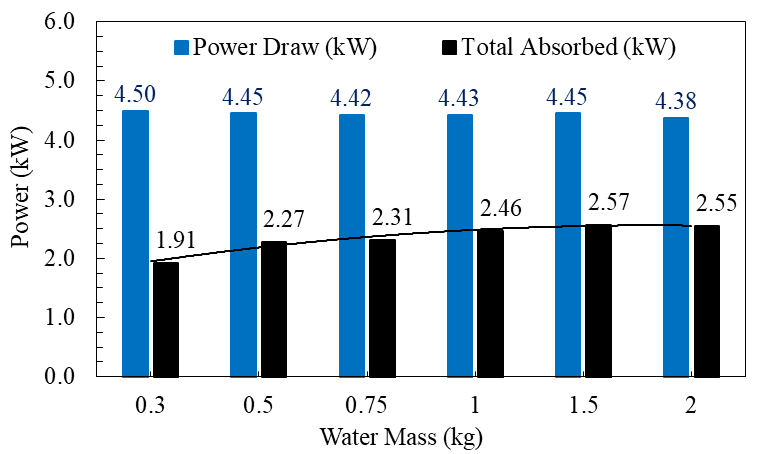 6.0
Power Draw (kW) Total Absorbed (kW)
5.0
4.50 4.45 4.42 4.43 4.45 4.38
4.0
3.0
1.91 2.27 2.31 2.46 2.57 2.55
2.0
1.0
0.0
0.3 0.5 0.75 1 1.5 2
Water Mass (kg)
Power (kW)